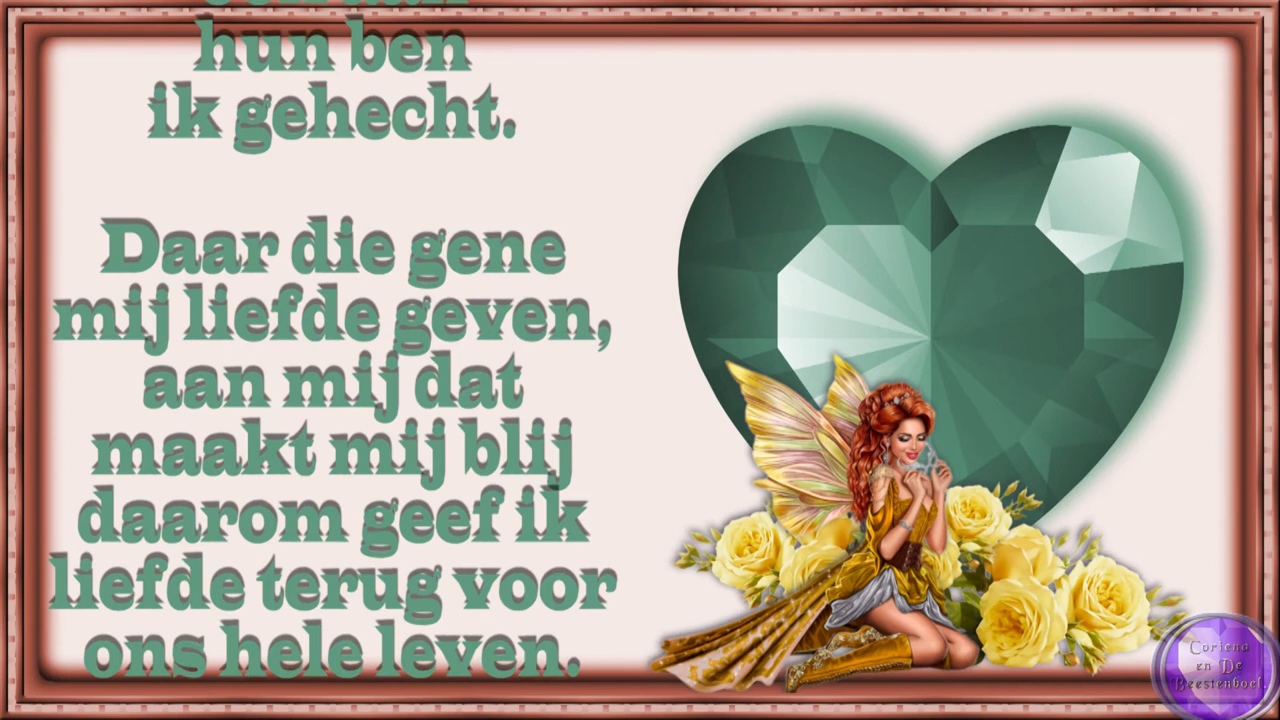 hun ben
ik gehecht.
Daar die gene
mij liefde geven,
aan mij dat
maakt mij blij
daarom geef ik
liefde terug voor
ons hele leven.
Coriena
en De
Beestenboel.